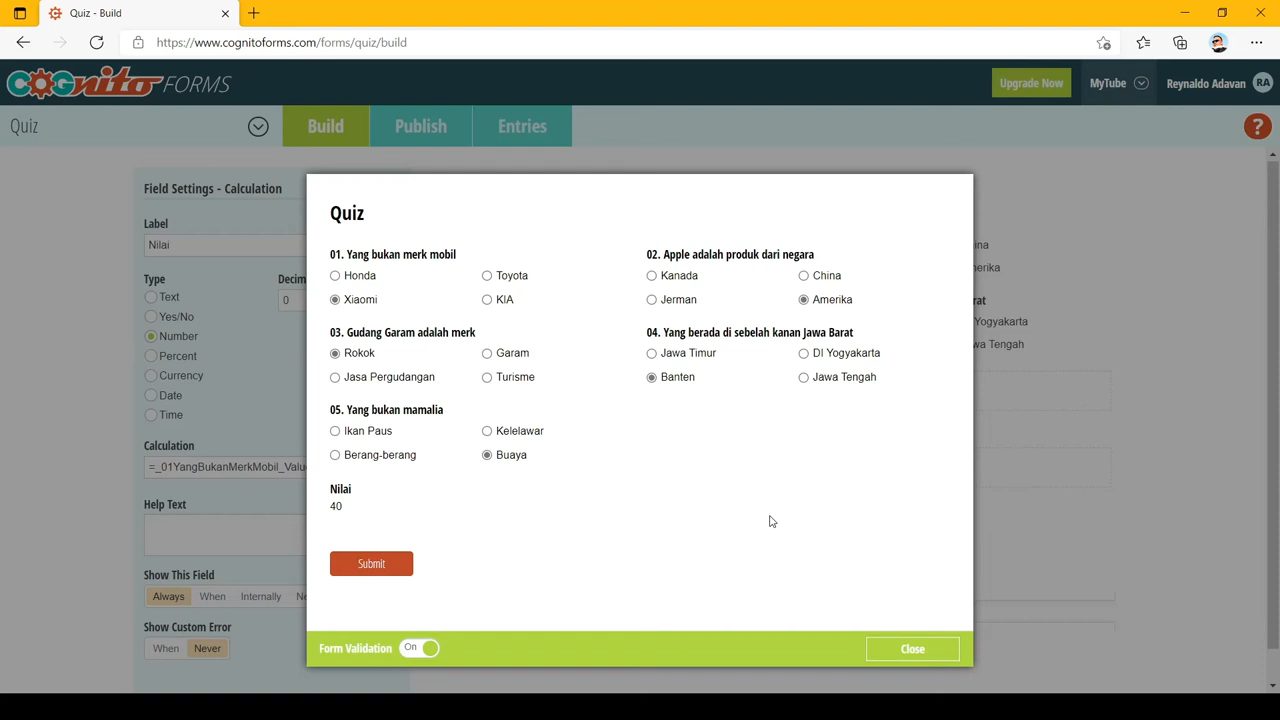 Quiz - Build
https://www.cognitoforms.com/forms/quiz/build
COGNITO FORMS
Upgrade Now
MyTube
Reynaldo Adavan
RA
Quiz
Build
Publish
Entries
?
Field Settings - Calculation
Label
Nilai
Type
Text
Yes/No
Number
Percent
Currency
Date
Time
0
Calculation
=_01YangBukanMerkMobil_Valu
Help Text
Show This Field
Always
When
Internally
Show Custom Error
When
Never
Quiz
01. Yang bukan merk mobil
Honda
Toyota
Xiaomi
KIA
02. Apple adalah produk dari negara
Kanada
China
Jerman
Amerika
03. Gudang Garam adalah merk
Rokok
Garam
Jasa Pergudangan
Turisme
04. Yang berada di sebelah kanan Jawa Barat
Jawa Timur
DI Yogyakarta
Banten
Jawa Tengah
05. Yang bukan mamalia
Ikan Paus
Kelelawar
Berang-berang
Buaya
Nilai
40
Submit
Form Validation
On
Close
Yogyakarta
Tengah